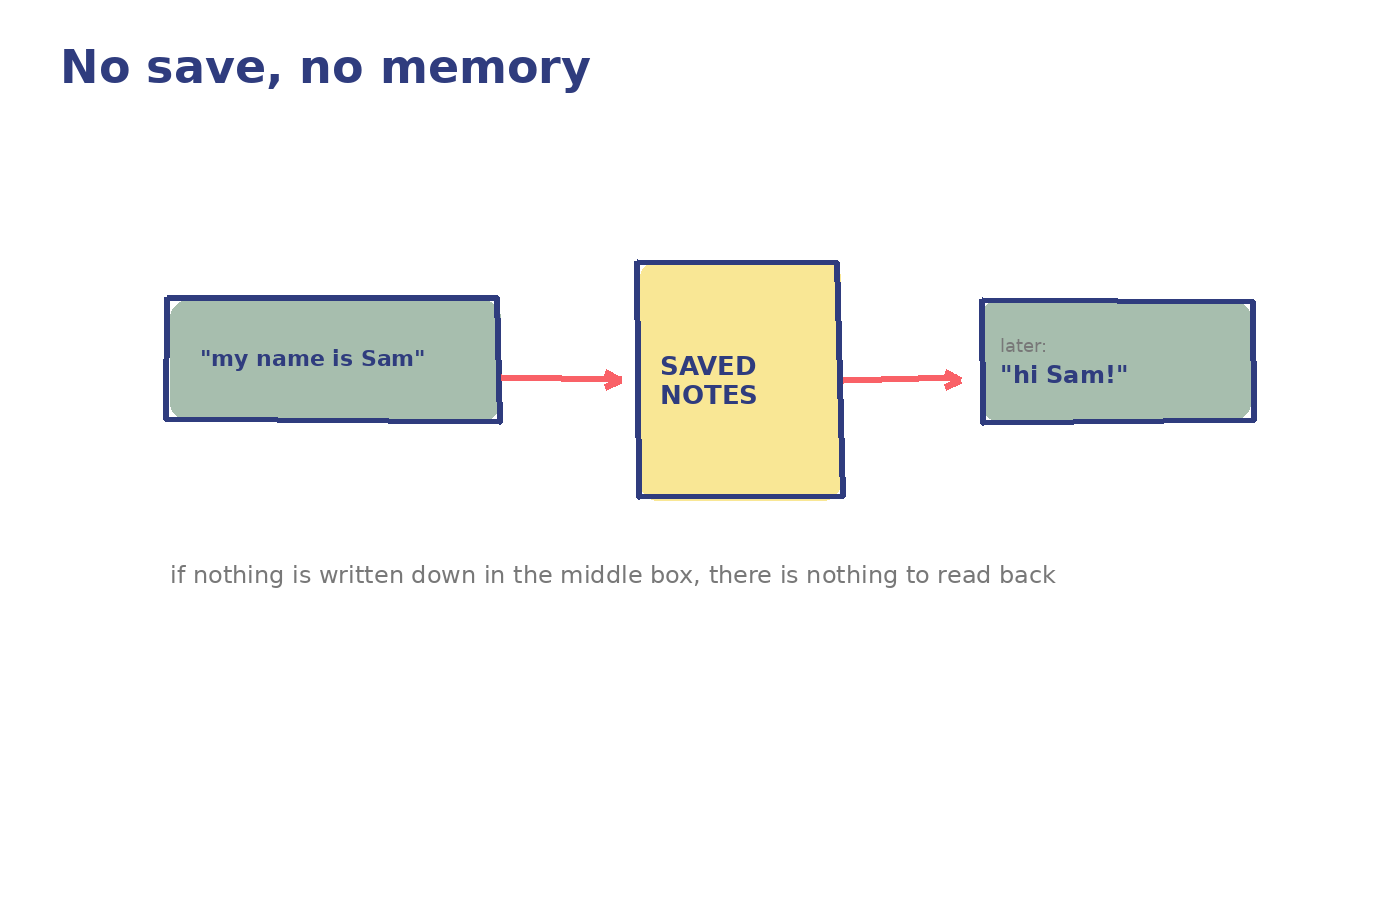 No save, no memory
"my name is Sam"
SAVED
NOTES
later:
"hi Sam!"
if nothing is written down in the middle box, there is nothing to read back